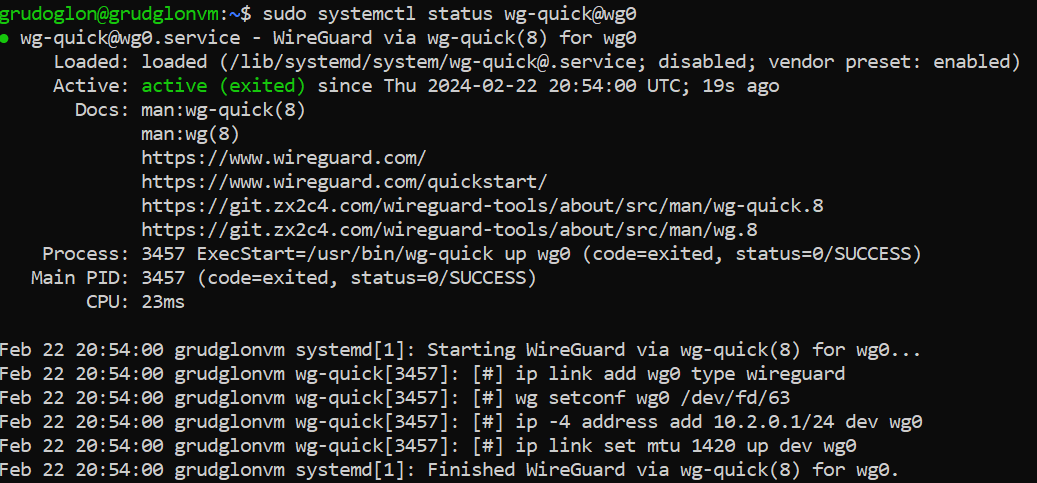 grudoglon@grudglonvm:~$ sudo systemctl status wg-quick@wg0
● wg-quick@wg0.service - WireGuard via wg-quick(8) for wg0
Loaded: loaded (/lib/systemd/system/wg-quick@.service; disabled; vendor preset: enabled)
Active: active (exited) since Thu 2024-02-22 20:54:00 UTC; 19s ago
Docs: man:wg-quick(8)
man:wg(8)
https://www.wireguard.com/
https://www.wireguard.com/quickstart/
https://git.zx2c4.com/wireguard-tools/about/src/man/wg-quick.8
https://git.zx2c4.com/wireguard-tools/about/src/man/wg.8
Process: 3457 ExecStart=/usr/bin/wg-quick up wg0 (code=exited, status=0/SUCCESS)
Main PID: 3457 (code=exited, status=0/SUCCESS)
CPU: 23ms
Feb 22 20:54:00 grudglonvm systemd[1]: Starting WireGuard via wg-quick(8) for wg0...
Feb 22 20:54:00 grudglonvm wg-quick[3457]: [#] ip link add wg0 type wireguard
Feb 22 20:54:00 grudglonvm wg-quick[3457]: [#] wg setconf wg0 /dev/fd/63
Feb 22 20:54:00 grudglonvm wg-quick[3457]: [#] ip -4 address add 10.2.0.1/24 dev wg0
Feb 22 20:54:00 grudglonvm wg-quick[3457]: [#] ip link set mtu 1420 up dev wg0
Feb 22 20:54:00 grudglonvm systemd[1]: Finished WireGuard via wg-quick(8) for wg0.